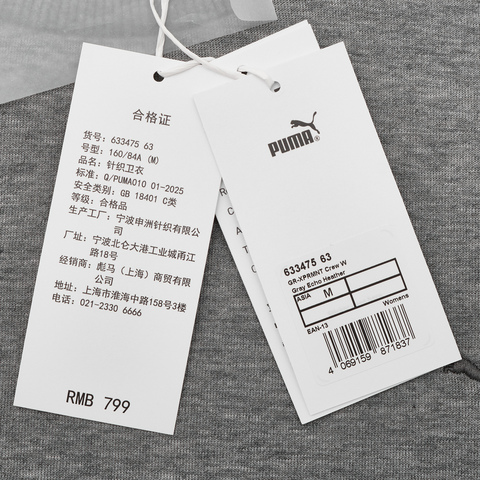 合格证
货号: 633475 63
号型: 160/84A (M)
品名: 针织卫衣
标准: Q/PUMA010 01-2025
安全类别: GB 18401 C类
等级: 合格品
生产工厂: 宁波申洲针织有限公
司
厂址: 宁波北仑大港工业城甬江
路18号
经销商: 彪马 (上海) 商贸有限
公司
地址: 上海市淮海中路158号3楼
电话: 021-2330 6666
RMB 799
PUMA®
633475 63
GR-XPRMNT Crew W
Grey Echo Heather
ASIA M
Womens
EAN-13
4 069159 871837